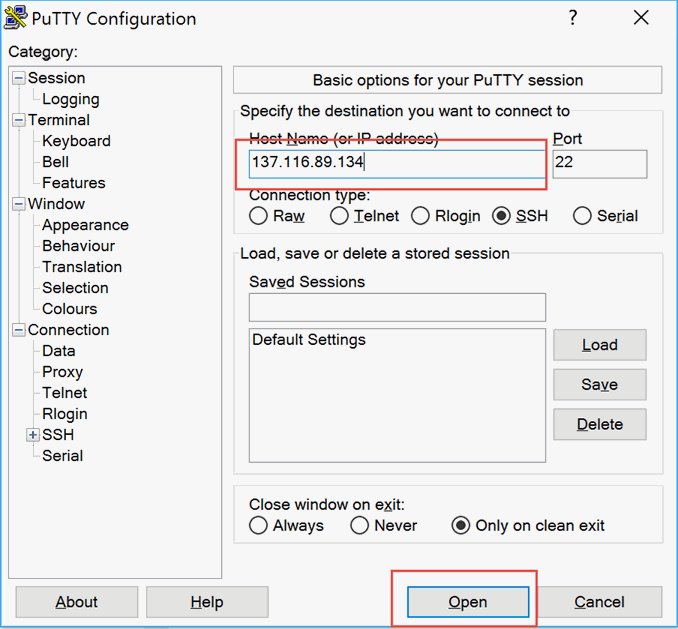 PuTTY Configuration
?
Category:
Session
Logging
Terminal
Keyboard
Bell
Features
Window
Appearance
Behaviour
Translation
Selection
Colours
Connection
Data
Proxy
Telnet
Rlogin
SSH
Serial
Basic options for your PuTTY session
Specify the destination you want to connect to
Host Name (or IP address) Port
137.116.89.134 22
Connection type:
Raw Telnet Rlogin SSH Serial
Load, save or delete a stored session
Saved Sessions
Default Settings
Load
Save
Delete
Close window on exit:
Always Never Only on clean exit
About Help Open Cancel